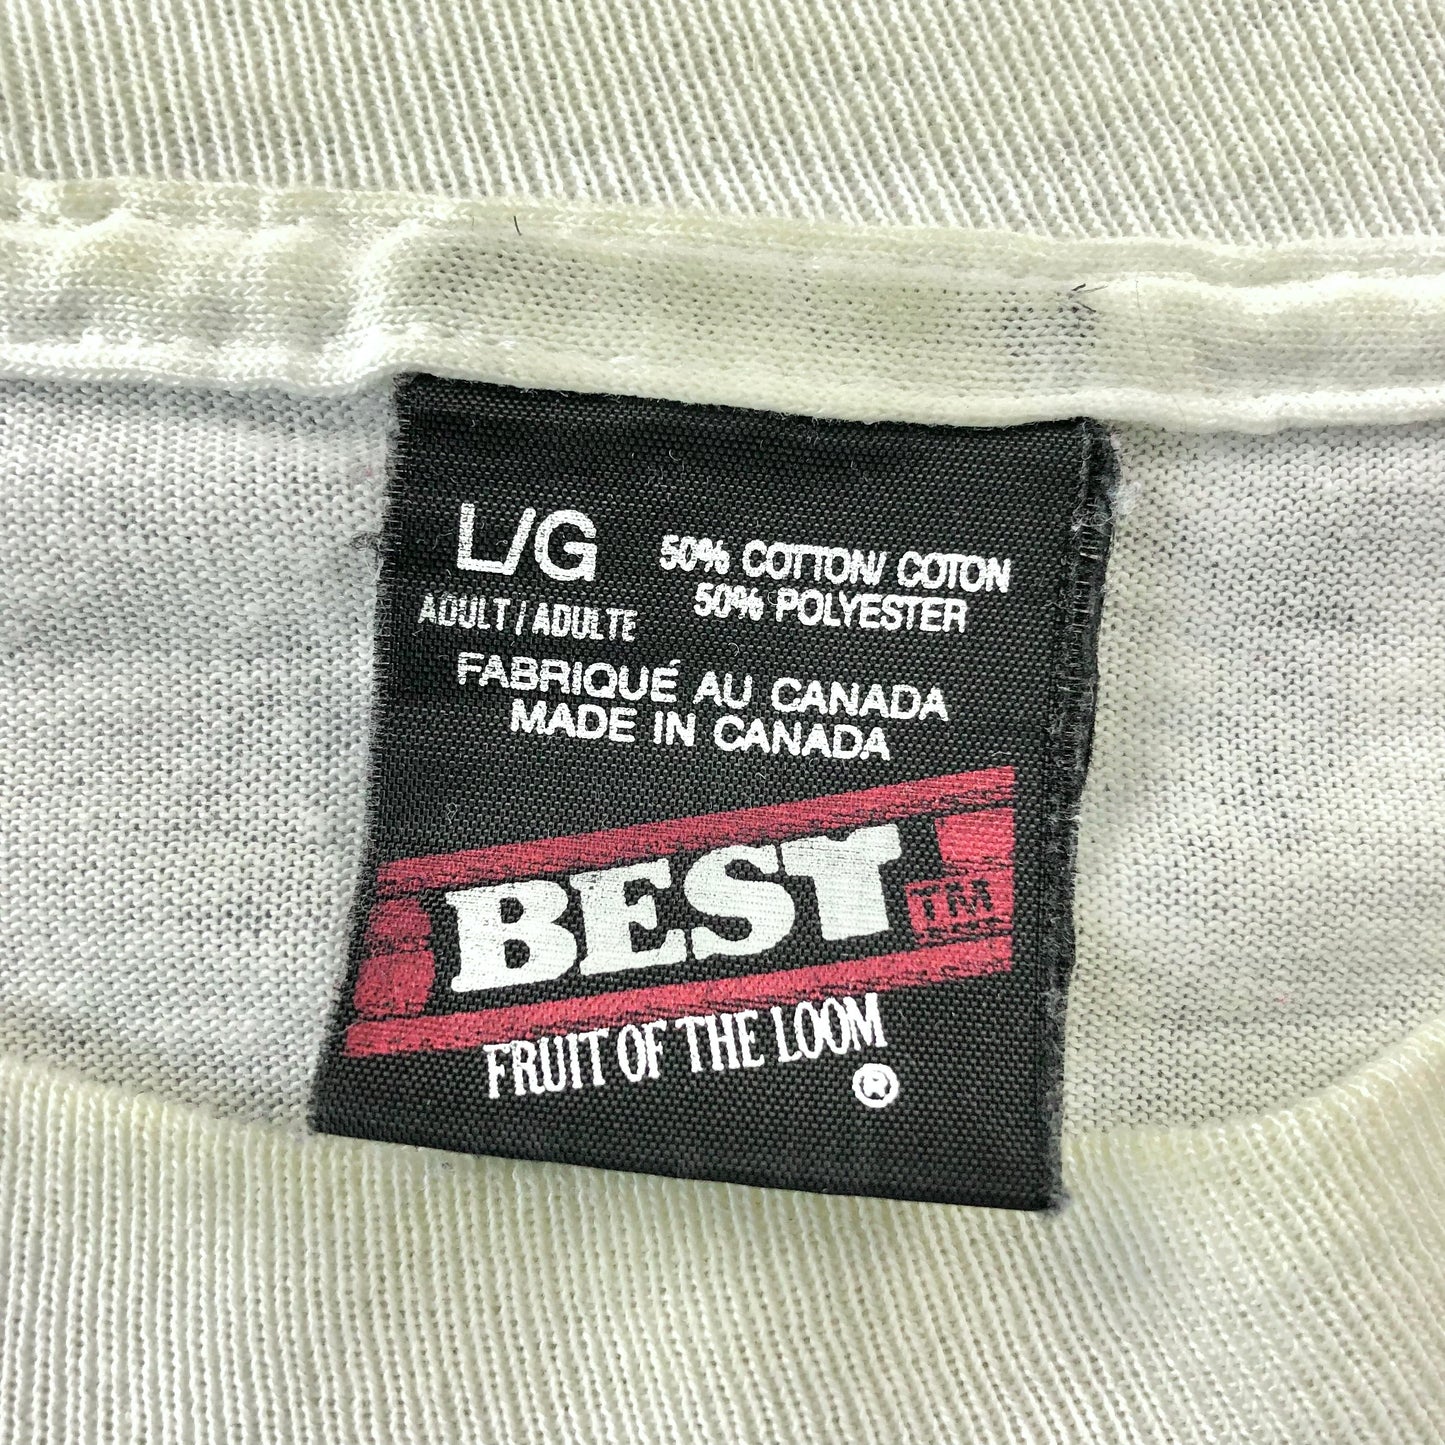 L/G
ADULT / ADULTE
50% COTTON/ COTON
50% POLYESTER
FABRIQUÉ AU CANADA
MADE IN CANADA
BEST TM
FRUIT OF THE LOOM
®